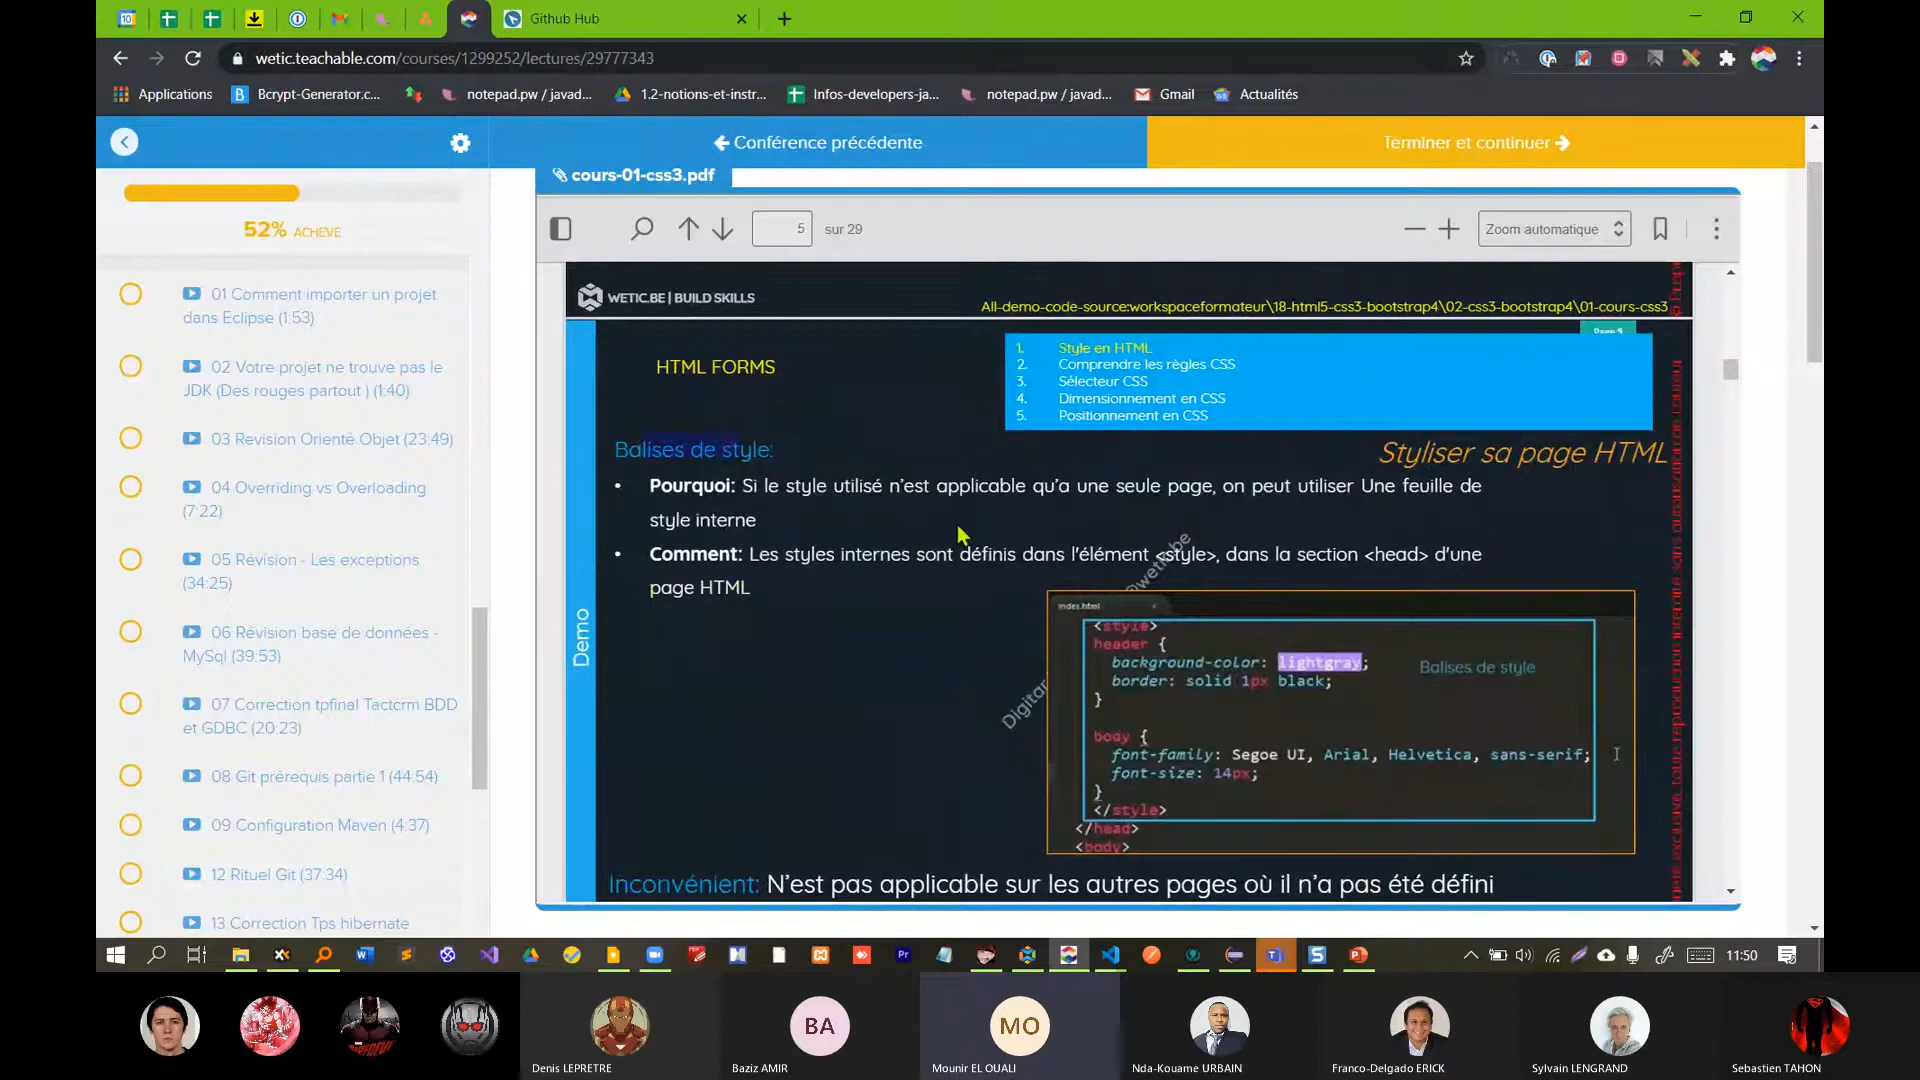 Github Hub
wetic.teachable.com/courses/1299252/lectures/29777343
Applications
Bcrypt-Generator.c...
notepad.pw / javad...
1.2-notions-et-instr...
Infos-developers-ja...
notepad.pw / javad...
Gmail
Actualités
Conférence précédente
Terminer et continuer
52% ACHEVÉ
01 Comment importer un projet
dans Eclipse (1:53)
02 Votre projet ne trouve pas le
JDK (Des rouges partout ) (1:40)
03 Revision Orienté Objet (23:49)
04 Overriding vs Overloading
(7:22)
05 Révision - Les exceptions
(34:25)
06 Révision base de données -
MySql (39:53)
07 Correction tpfinal Tactcrm BDD
et GDBC (20:23)
08 Git prérequis partie 1 (44:54)
09 Configuration Maven (4:37)
12 Rituel Git (37:34)
13 Correction Tps hibernate
cours-01-css3.pdf
5 sur 29
Zoom automatique
WETIC.BE | BUILD SKILLS
All-demo-code-source:workspaceformateur\18-html5-css3-bootstrap4\02-css3-bootstrap4\01-cours-css3
Page 5
HTML FORMS
1. Style en HTML
2. Comprendre les règles CSS
3. Sélecteur CSS
4. Dimensionnement en CSS
5. Positionnement en CSS
Balises de style:
Styliser sa page HTML
• Pourquoi: Si le style utilisé n'est applicable qu'a une seule page, on peut utiliser Une feuille de
style interne
• Comment: Les styles internes sont définis dans l'élément <style>, dans la section <head> d'une
page HTML
Demo
index.html
<style>
header {
background-color: lightgray;
border: solid 1px black;
}
Balises de style
body {
font-family: Segoe UI, Arial, Helvetica, sans-serif;
font-size: 14px;
}
</style>
</head>
<body>
Inconvénient: N'est pas applicable sur les autres pages où il n'a pas été défini
11:50
BA
MO
Denis LEPRETRE
Baziz AMIR
Mounir EL OUALI
Nda-Kouame URBAIN
Franco-Delgado ERICK
Sylvain LENGRAND
Sebastien TAHON